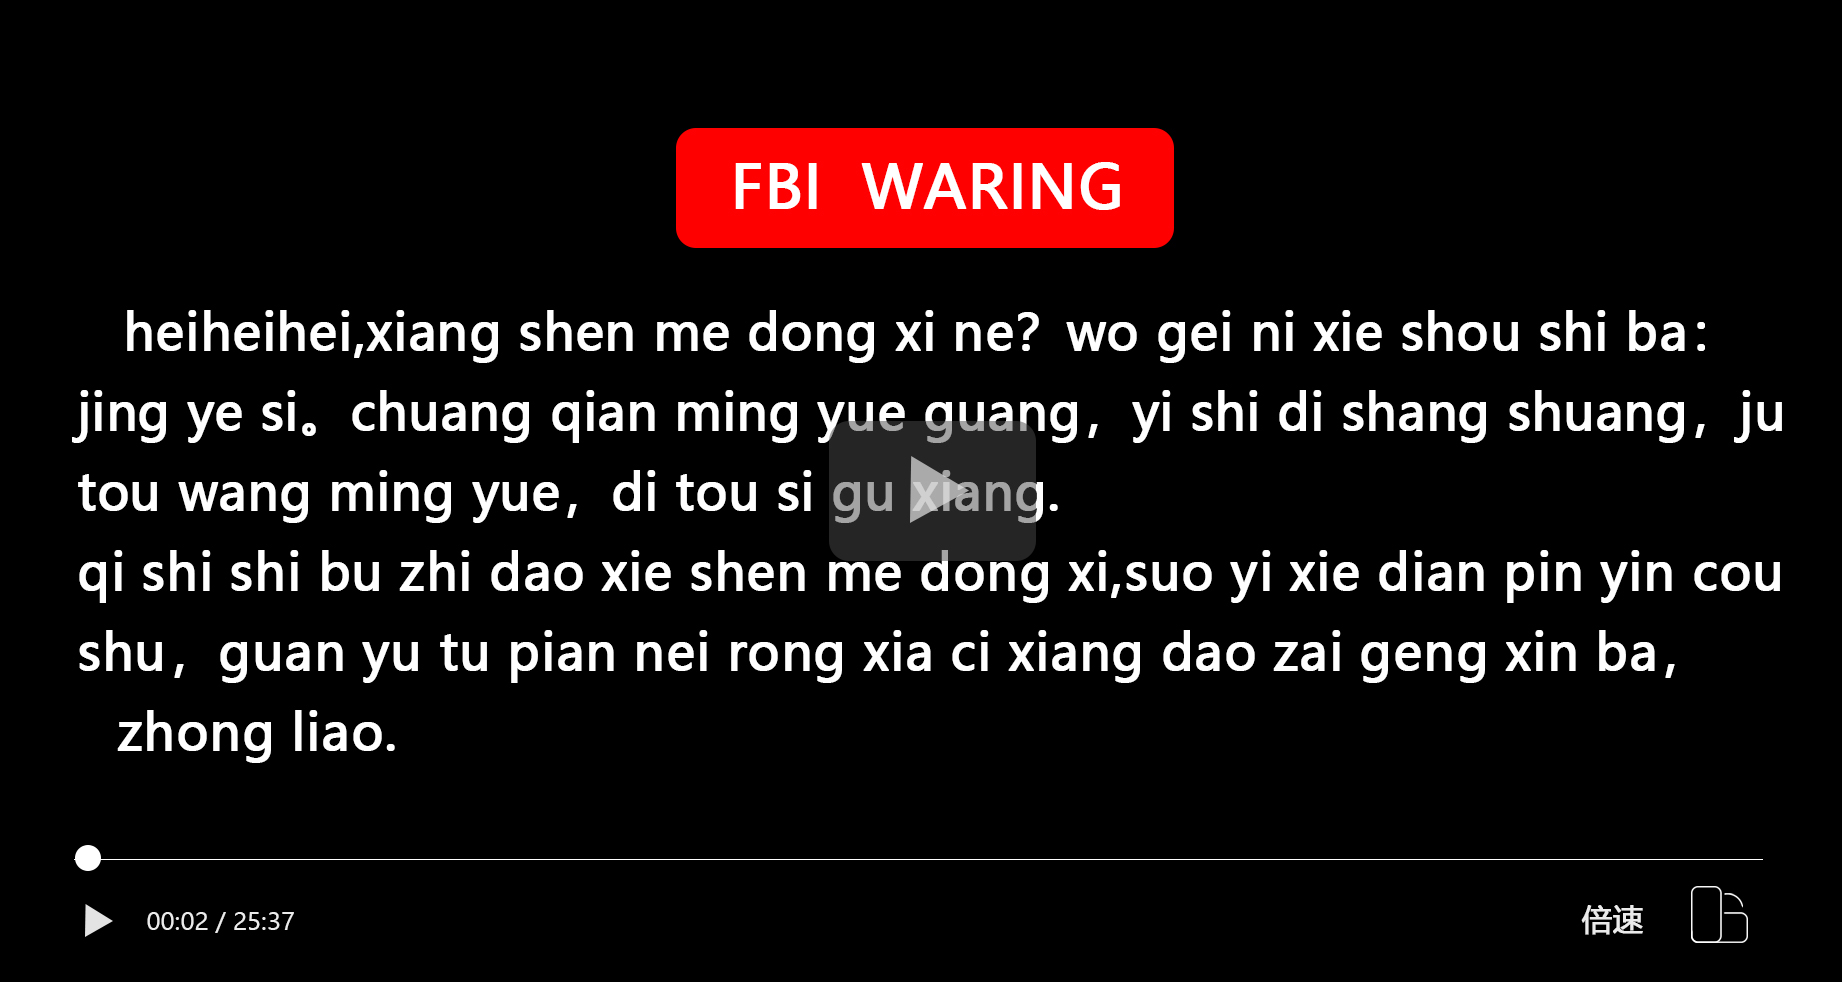 FBI WARING
heiheihei,xiang shen me dong xi ne？wo gei ni xie shou shi ba：
jing ye si。chuang qian ming yue guang，yi shi di shang shuang，ju
tou wang ming yue，di tou si gu xiang.
qi shi shi bu zhi dao xie shen me dong xi,suo yi xie dian pin yin cou
shu，guan yu tu pian nei rong xia ci xiang dao zai geng xin ba，
zhong liao.
00:02 / 25:37
倍速